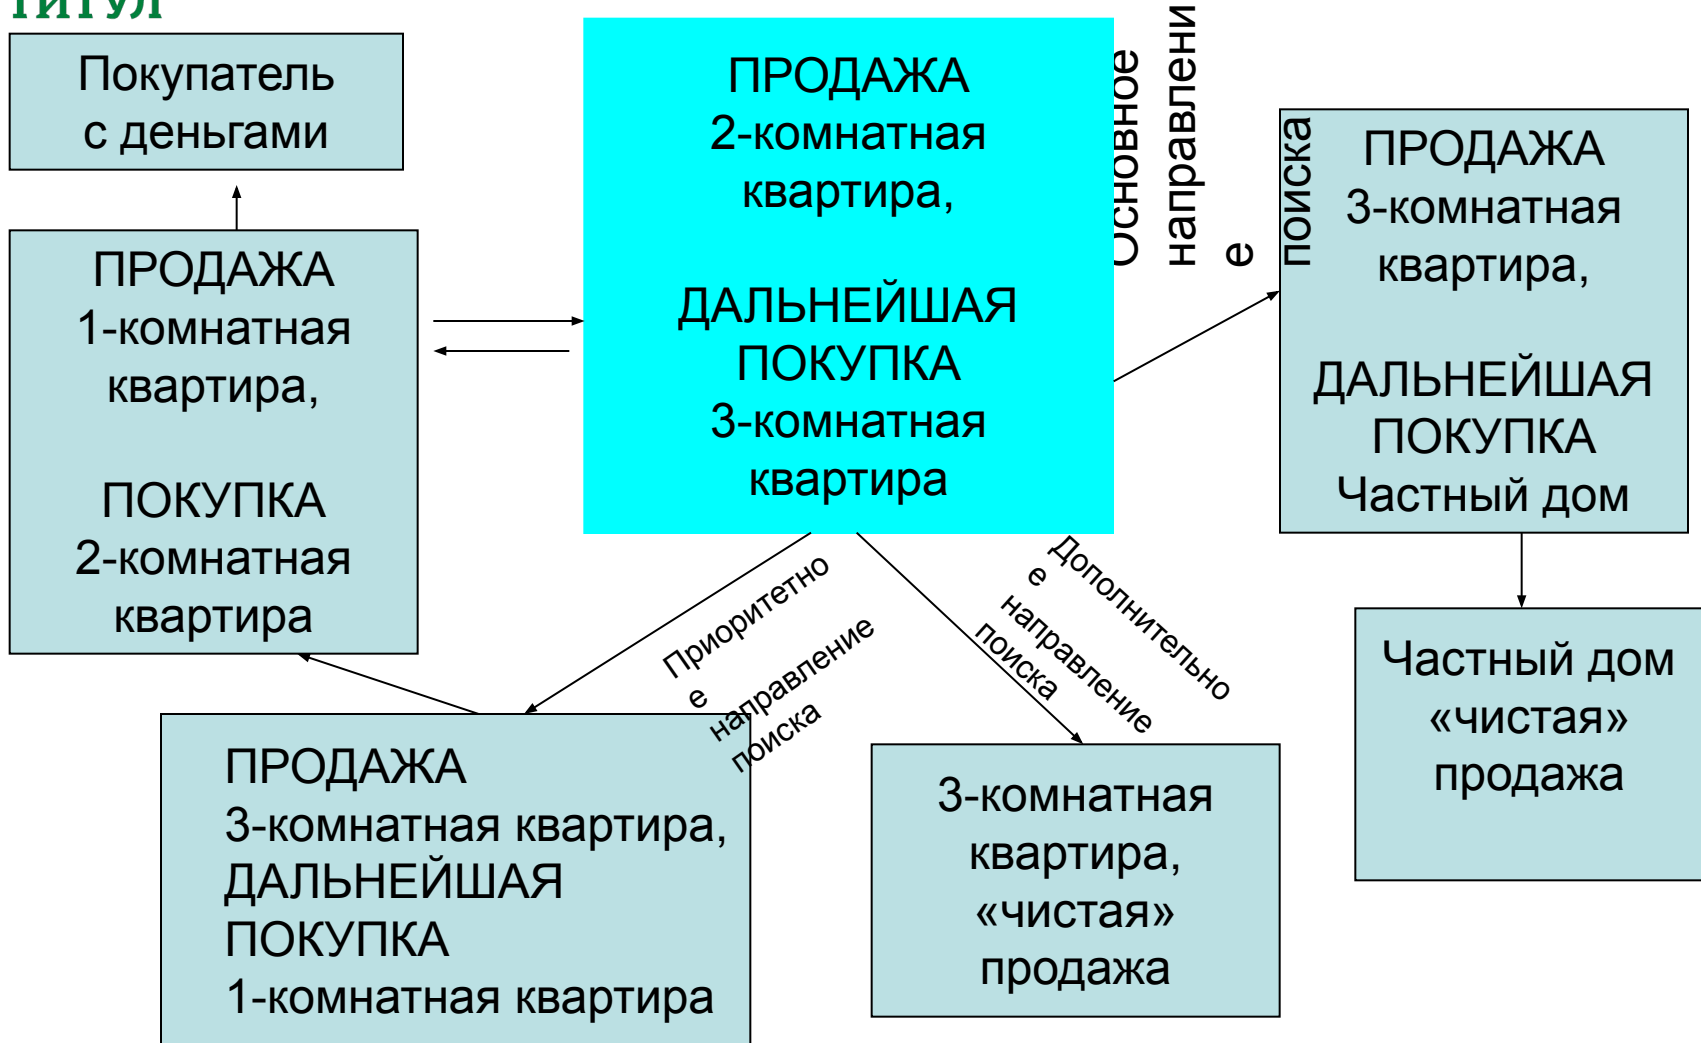 ТИТУЛ
Покупатель
с деньгами
ПРОДАЖА
1-комнатная
квартира,
ПОКУПКА
2-комнатная
квартира
ПРОДАЖА
2-комнатная
квартира,
ДАЛЬНЕЙШАЯ
ПОКУПКА
3-комнатная
квартира
Основное
направлени
е
поиска
ПРОДАЖА
3-комнатная
квартира,
ДАЛЬНЕЙШАЯ
ПОКУПКА
Частный дом
Приоритетно
е
направление
поиска
Дополнительно
е
направление
поиска
Частный дом
«чистая»
продажа
ПРОДАЖА
3-комнатная квартира,
ДАЛЬНЕЙШАЯ
ПОКУПКА
1-комнатная квартира
3-комнатная
квартира,
«чистая»
продажа